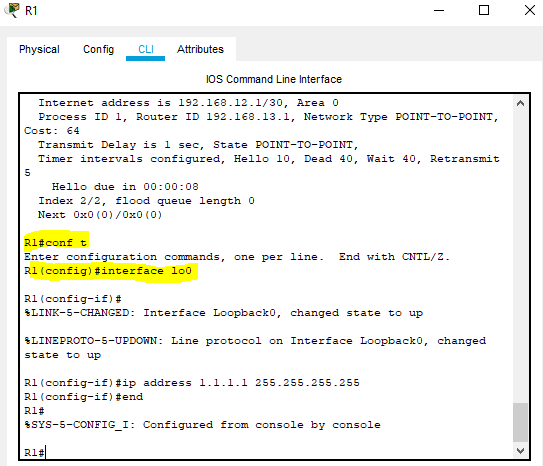 R1
Physical Config CLI Attributes
IOS Command Line Interface
Internet address is 192.168.12.1/30, Area 0
Process ID 1, Router ID 192.168.13.1, Network Type POINT-TO-POINT,
Cost: 64
Transmit Delay is 1 sec, State POINT-TO-POINT,
Timer intervals configured, Hello 10, Dead 40, Wait 40, Retransmit
5
Hello due in 00:00:08
Index 2/2, flood queue length 0
Next 0x0(0)/0x0(0)
R1#conf t
Enter configuration commands, one per line.  End with CNTL/Z.
R1(config)#interface lo0
R1(config-if)#
%LINK-5-CHANGED: Interface Loopback0, changed state to up
%LINEPROTO-5-UPDOWN: Line protocol on Interface Loopback0, changed
state to up
R1(config-if)#ip address 1.1.1.1 255.255.255.255
R1(config-if)#end
R1#
%SYS-5-CONFIG_I: Configured from console by console
R1#